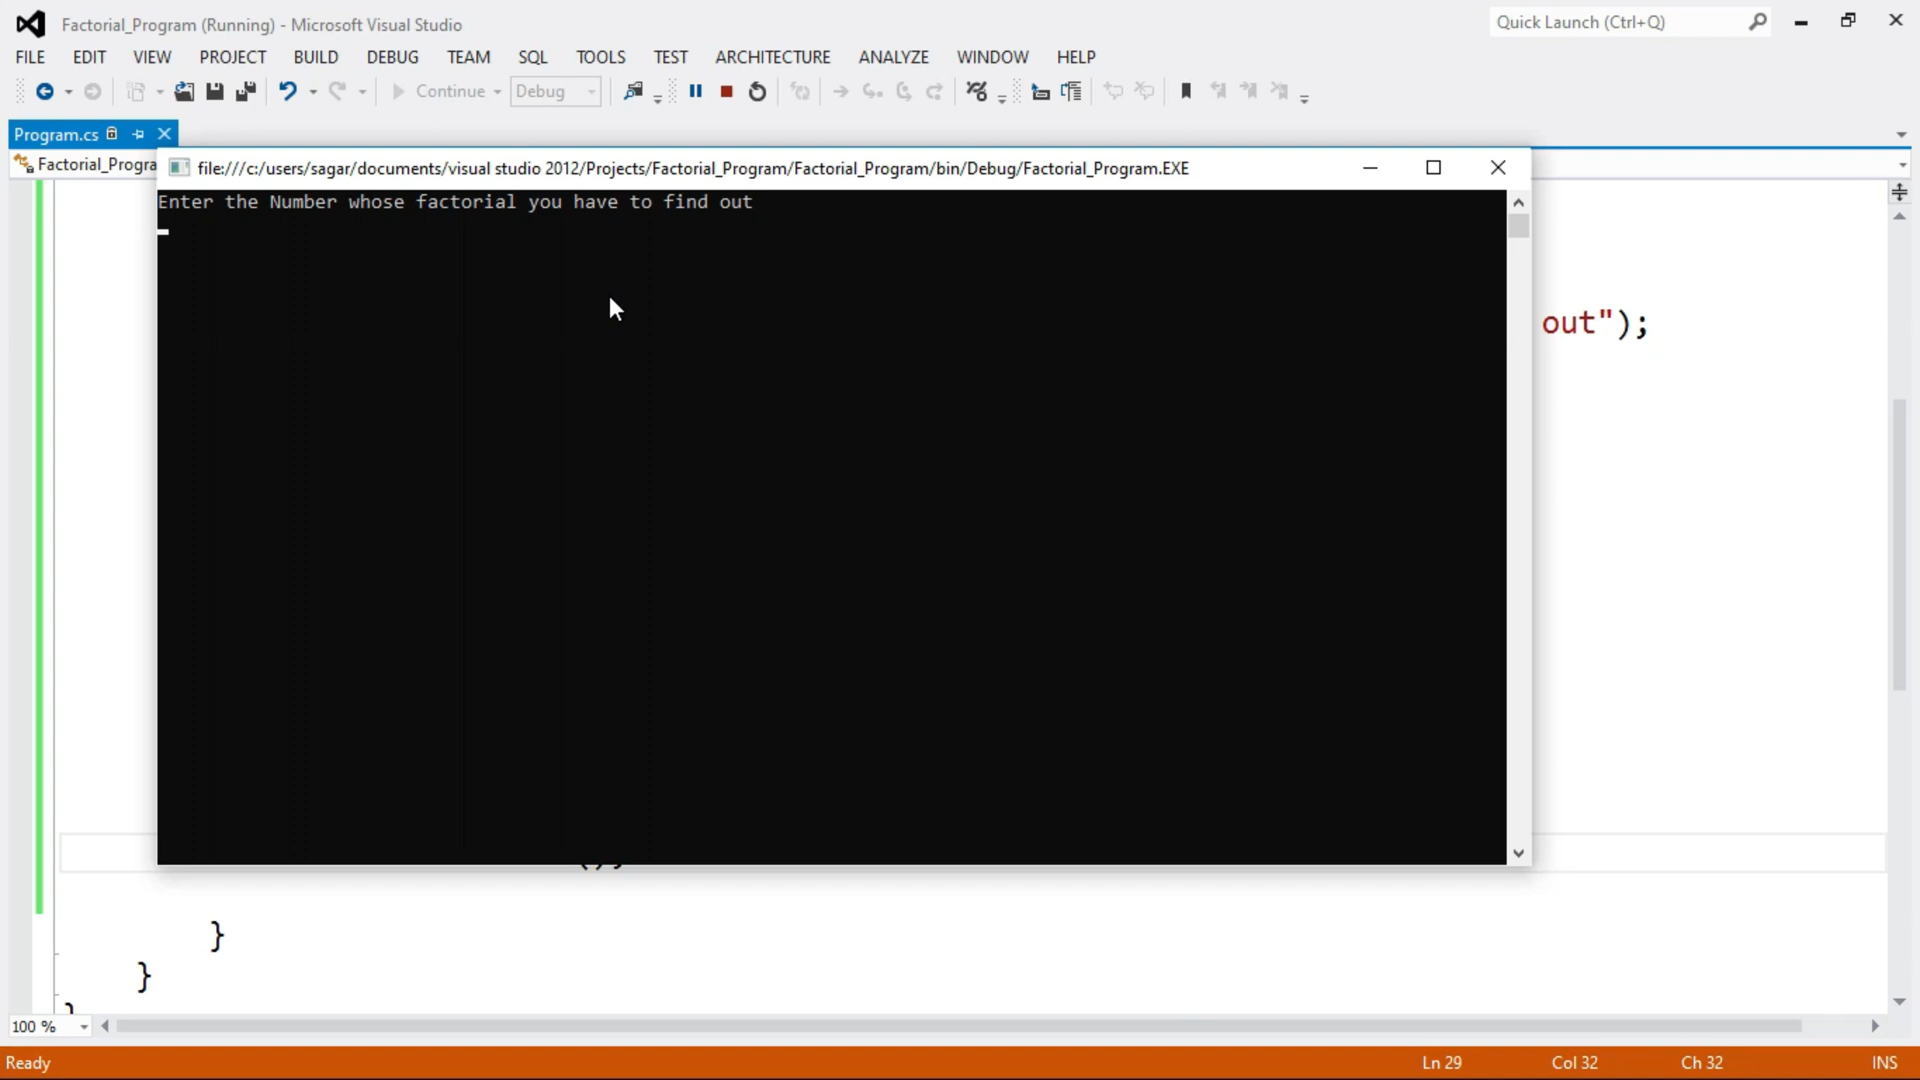 Factorial_Program (Running) - Microsoft Visual Studio
Quick Launch (Ctrl+Q)
FILE EDIT VIEW PROJECT BUILD DEBUG TEAM SQL TOOLS TEST ARCHITECTURE ANALYZE WINDOW HELP
Continue Debug
Program.cs
Factorial_Progra
file:///c:/users/sagar/documents/visual studio 2012/Projects/Factorial_Program/Factorial_Program/bin/Debug/Factorial_Program.EXE
Enter the Number whose factorial you have to find out
out");
}
}
100 %
Ready Ln 29 Col 32 Ch 32 INS